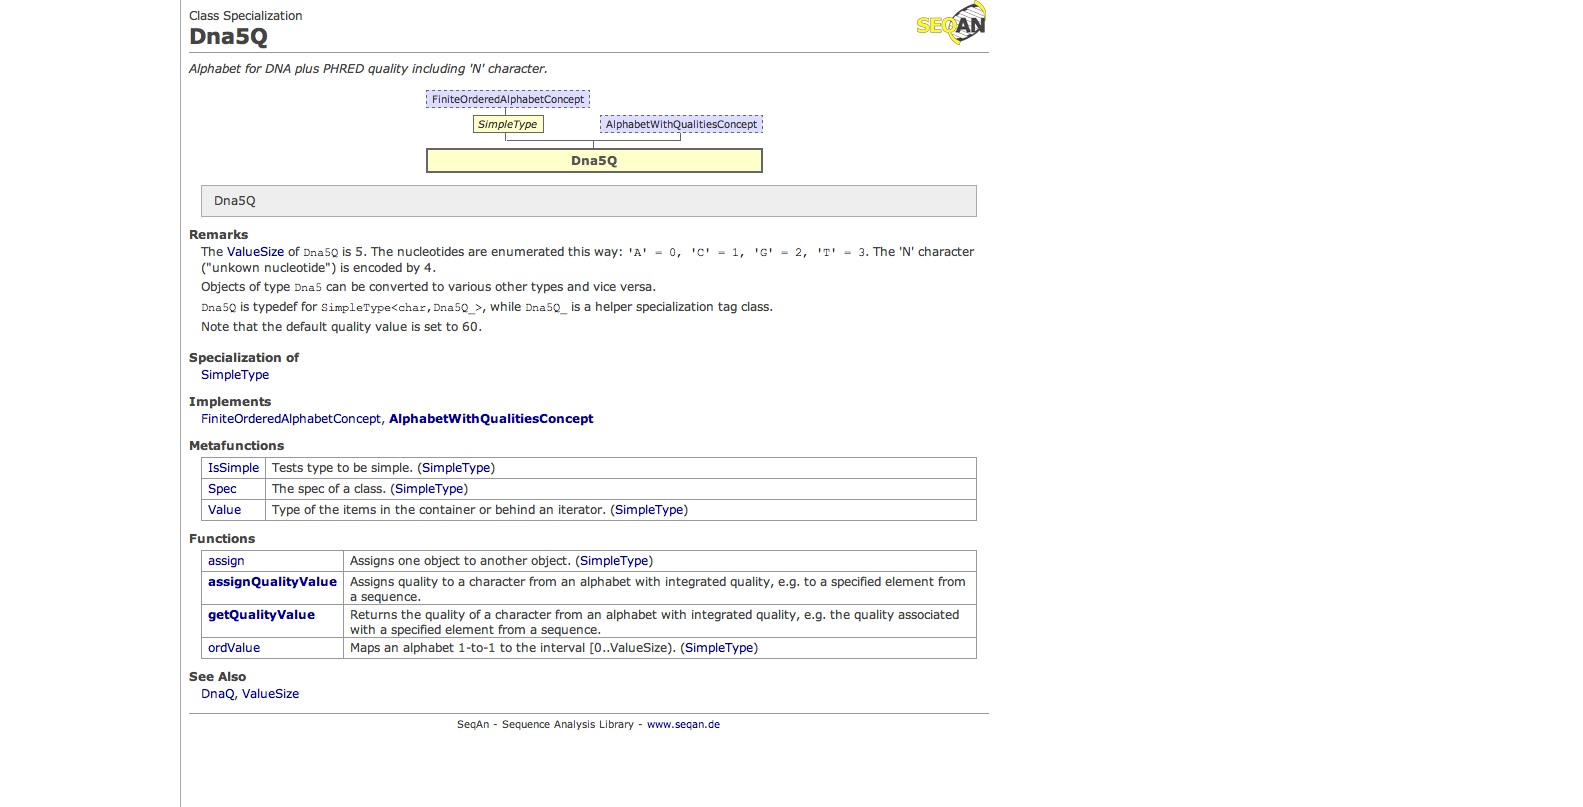 Class Specialization
Dna5Q
SEQAN
Alphabet for DNA plus PHRED quality including 'N' character.
FiniteOrderedAlphabetConcept
SimpleType
AlphabetWithQualitiesConcept
Dna5Q
Dna5Q
Remarks
The ValueSize of Dna5Q is 5. The nucleotides are enumerated this way: 'A' = 0, 'C' = 1, 'G' = 2, 'T' = 3. The 'N' character
("unkown nucleotide") is encoded by 4.
Objects of type Dna5 can be converted to various other types and vice versa.
Dna5Q is typedef for SimpleType<char,Dna5Q_>, while Dna5Q_ is a helper specialization tag class.
Note that the default quality value is set to 60.
Specialization of
SimpleType
Implements
FiniteOrderedAlphabetConcept, AlphabetWithQualitiesConcept
Metafunctions
IsSimple Tests type to be simple. (SimpleType)
Spec The spec of a class. (SimpleType)
Value Type of the items in the container or behind an iterator. (SimpleType)
Functions
assign Assigns one object to another object. (SimpleType)
assignQualityValue Assigns quality to a character from an alphabet with integrated quality, e.g. to a specified element from
a sequence.
getQualityValue Returns the quality of a character from an alphabet with integrated quality, e.g. the quality associated
with a specified element from a sequence.
ordValue Maps an alphabet 1-to-1 to the interval [0..ValueSize). (SimpleType)
See Also
DnaQ, ValueSize
SeqAn - Sequence Analysis Library - www.seqan.de